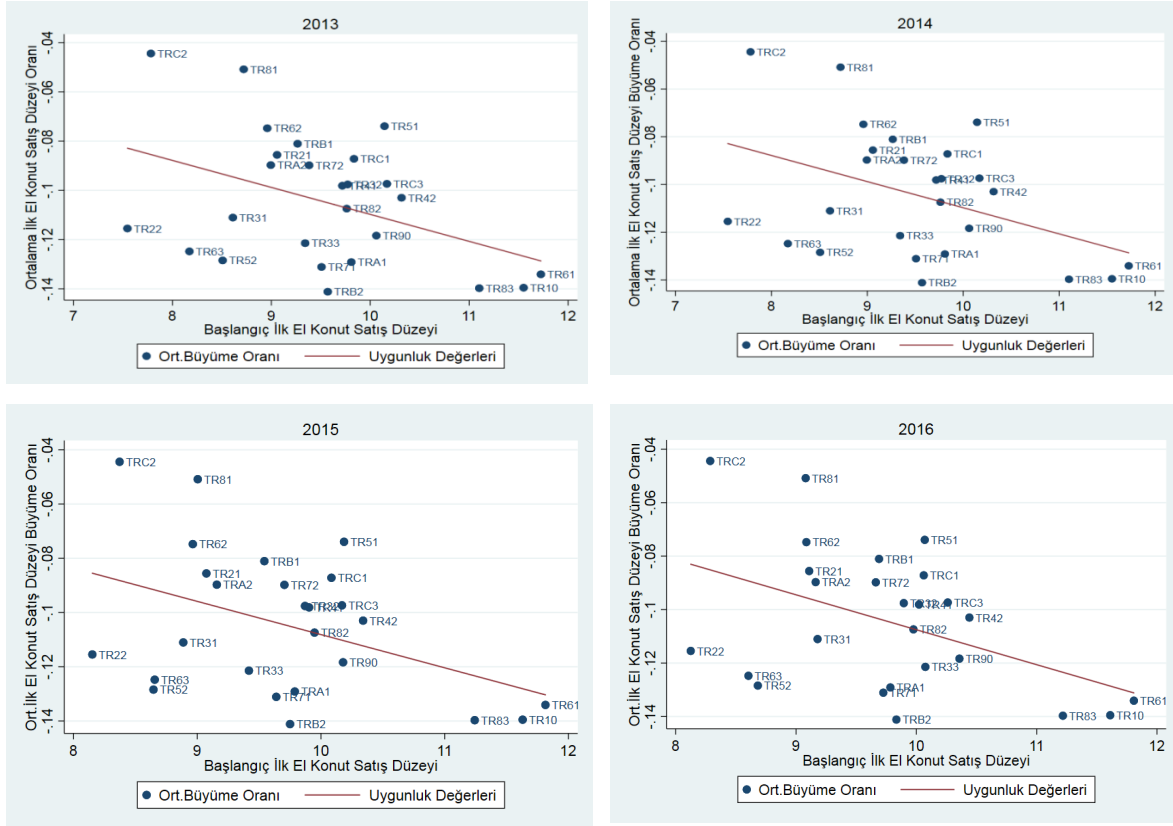 2013
Ortalama İlk El Konut Satış Düzeyi Oranı
-.04
-.06
-.08
-.1
-.12
-.14
TRC2
TR81
TR62
TR51
TRB1
TR21
TRC1
TRA2
TR72
TR32
TRC3
TR42
TR82
TR31
TR22
TR90
TR33
TR63
TR52
TRA1
TR71
TR61
TRB2
TR83
TR10
7 8 9 10 11 12
Başlangıç İlk El Konut Satış Düzeyi
Ort.Büyüme Oranı Uygunluk Değerleri
2014
Ortalama İlk El Konut Satış Düzeyi Büyüme Oranı
-.04
-.06
-.08
-.1
-.12
-.14
TRC2
TR81
TR62
TR51
TRB1
TR21
TRC1
TRA2
TR72
TR32
TRC3
TR42
TR82
TR31
TR22
TR90
TR33
TR63
TR52
TRA1
TR71
TR61
TRB2
TR83
TR10
7 8 9 10 11 12
Başlangıç İlk El Konut Satış Düzeyi
Ort.Büyüme Oranı Uygunluk Değerleri
2015
Ort.İlk El Konut Satış Düzeyi Büyüme Oranı
-.04
-.06
-.08
-.1
-.12
-.14
TRC2
TR81
TR62
TR51
TRB1
TR21
TRC1
TRA2
TR72
TRC3
TR42
TR82
TR31
TR22
TR90
TR33
TR63
TR52
TRA1
TR71
TR61
TRB2
TR83
TR10
8 9 10 11 12
Başlangıç İlk El Konut Satış Düzeyi
Ort.Büyüme Oranı Uygunluk Değerleri
2016
Ort.İlk El Konut Satış Düzeyi Büyüme Oranı
-.04
-.06
-.08
-.1
-.12
-.14
TRC2
TR81
TR62
TR51
TRB1
TR21
TRC1
TRA2
TR72
TRC3
TR42
TR82
TR31
TR22
TR90
TR33
TR63
TR52
TRA1
TR71
TR61
TRB2
TR83
TR10
8 9 10 11 12
Başlangıç İlk El Konut Satış Düzeyi
Ort.Büyüme Oranı Uygunluk Değerleri